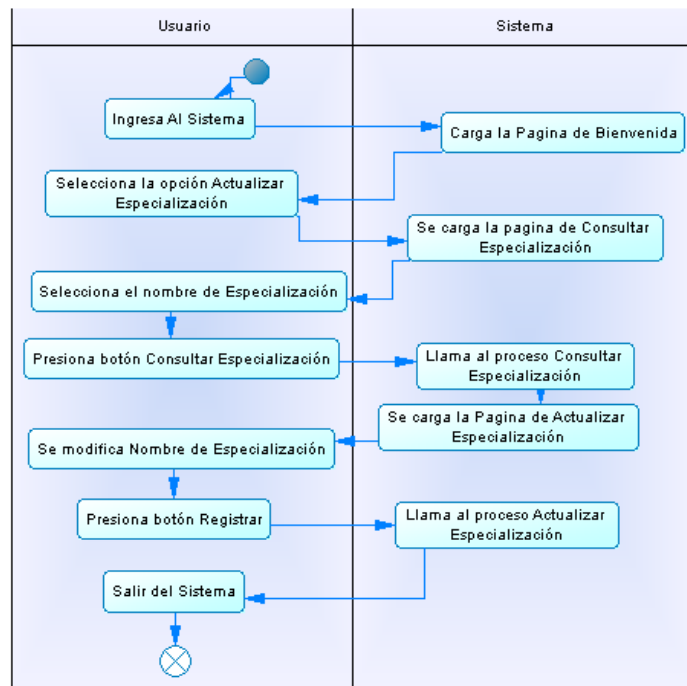 Usuario
Sistema
Ingresa Al Sistema
Carga la Pagina de Bienvenida
Selecciona la opción Actualizar
Especialización
Se carga la pagina de Consultar
Especialización
Selecciona el nombre de Especialización
Presiona botón Consultar Especialización
Llama al proceso Consultar
Especialización
Se carga la Pagina de Actualizar
Especialización
Se modifica Nombre de Especialización
Presiona botón Registrar
Llama al proceso Actualizar
Especialización
Salir del Sistema